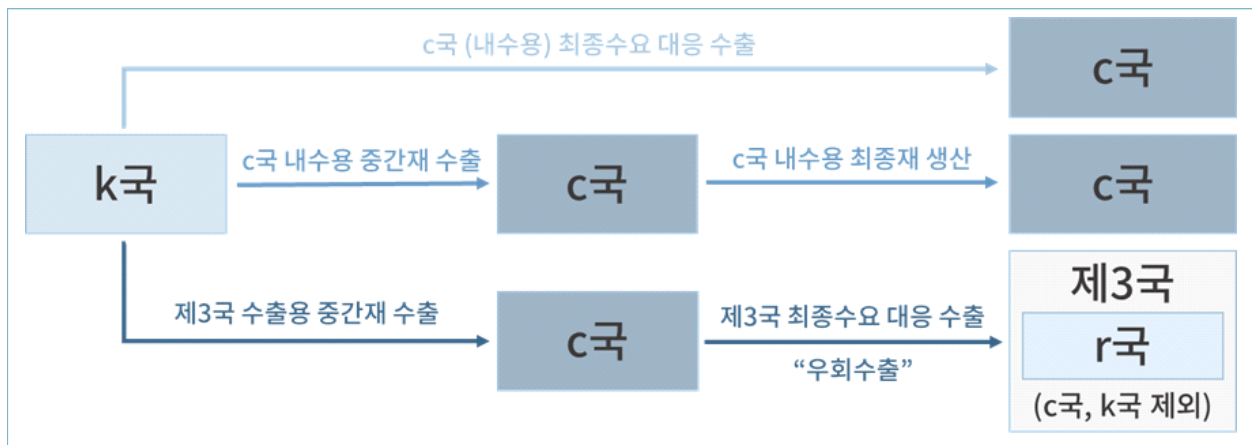 c국 (내수용) 최종수요 대응 수출
c국
k국
c국 내수용 중간재 수출
c국
c국 내수용 최종재 생산
c국
제3국 수출용 중간재 수출
c국
제3국 최종수요 대응 수출
“우회수출”
제3국
r국
(c국, k국 제외)